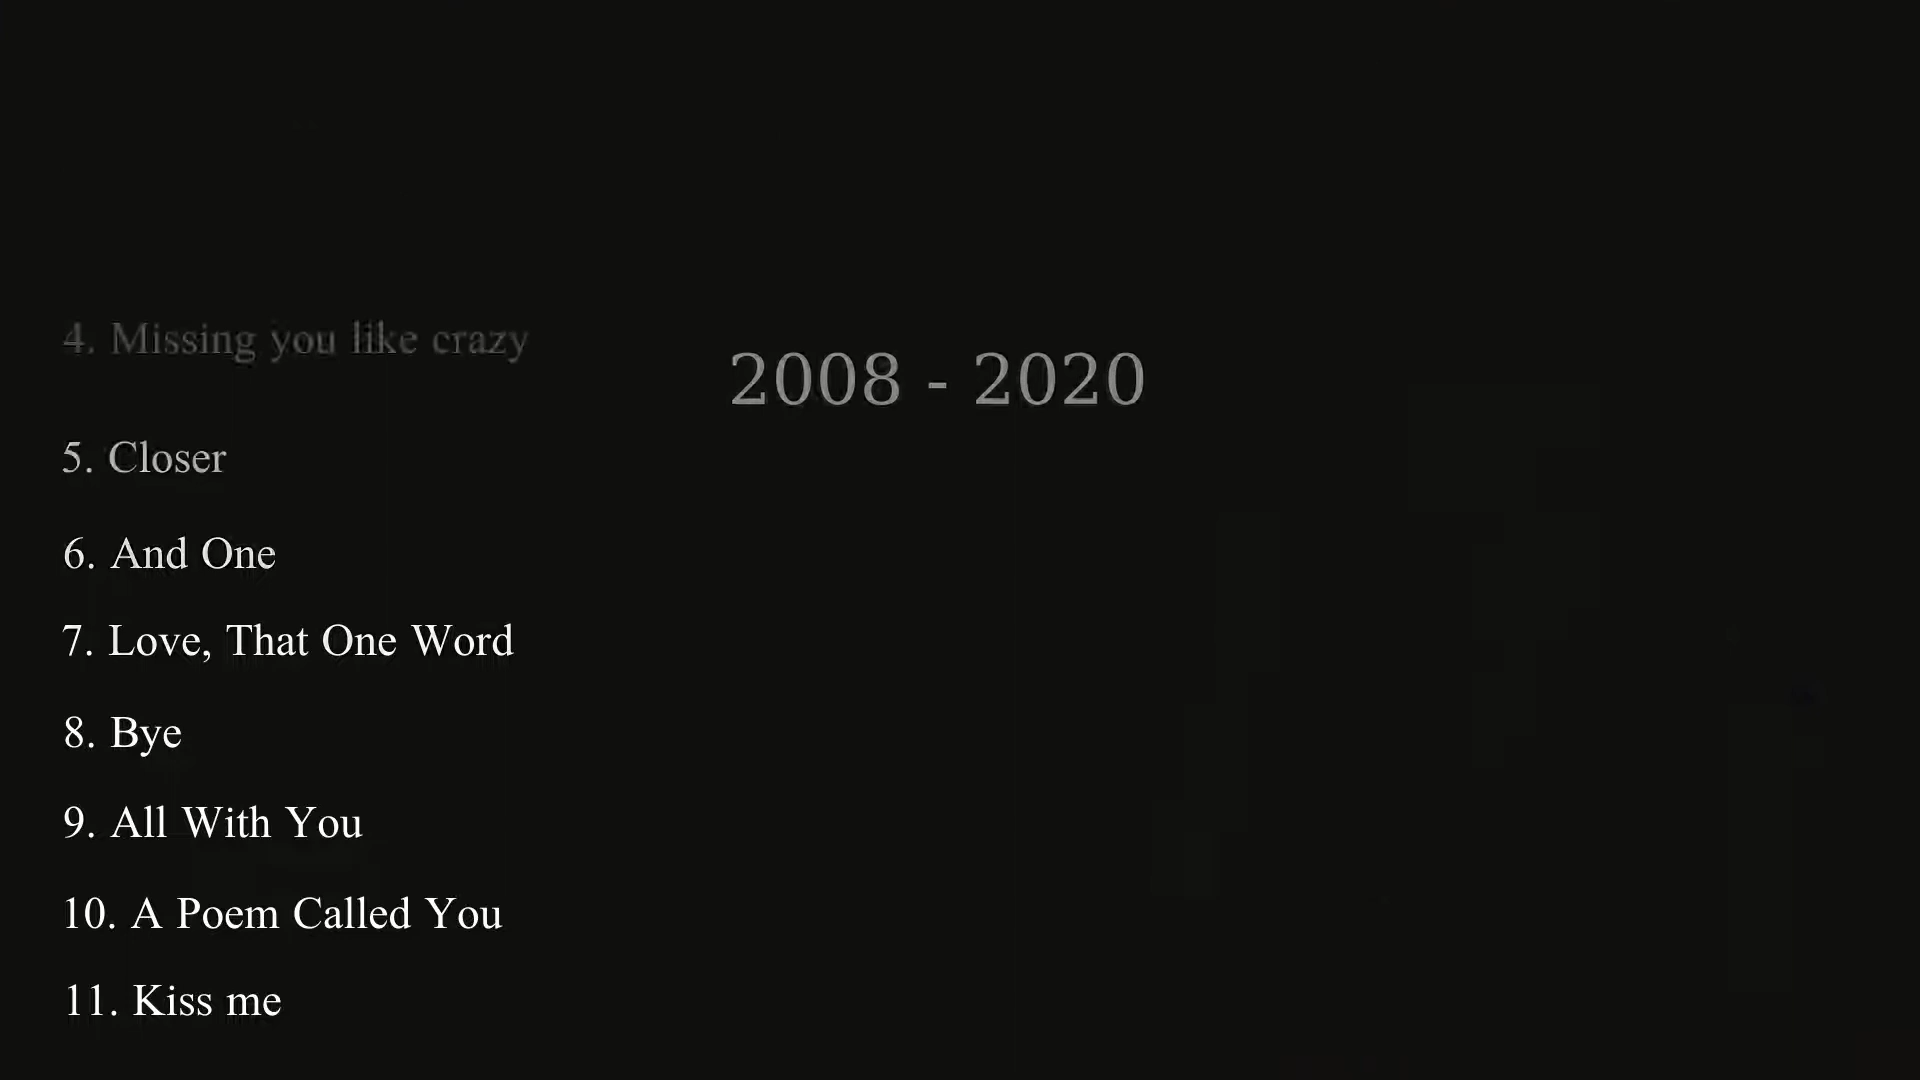 4. Missing you like crazy
2008 - 2020
5. Closer
6. And One
7. Love, That One Word
8. Bye
9. All With You
10. A Poem Called You
11. Kiss me